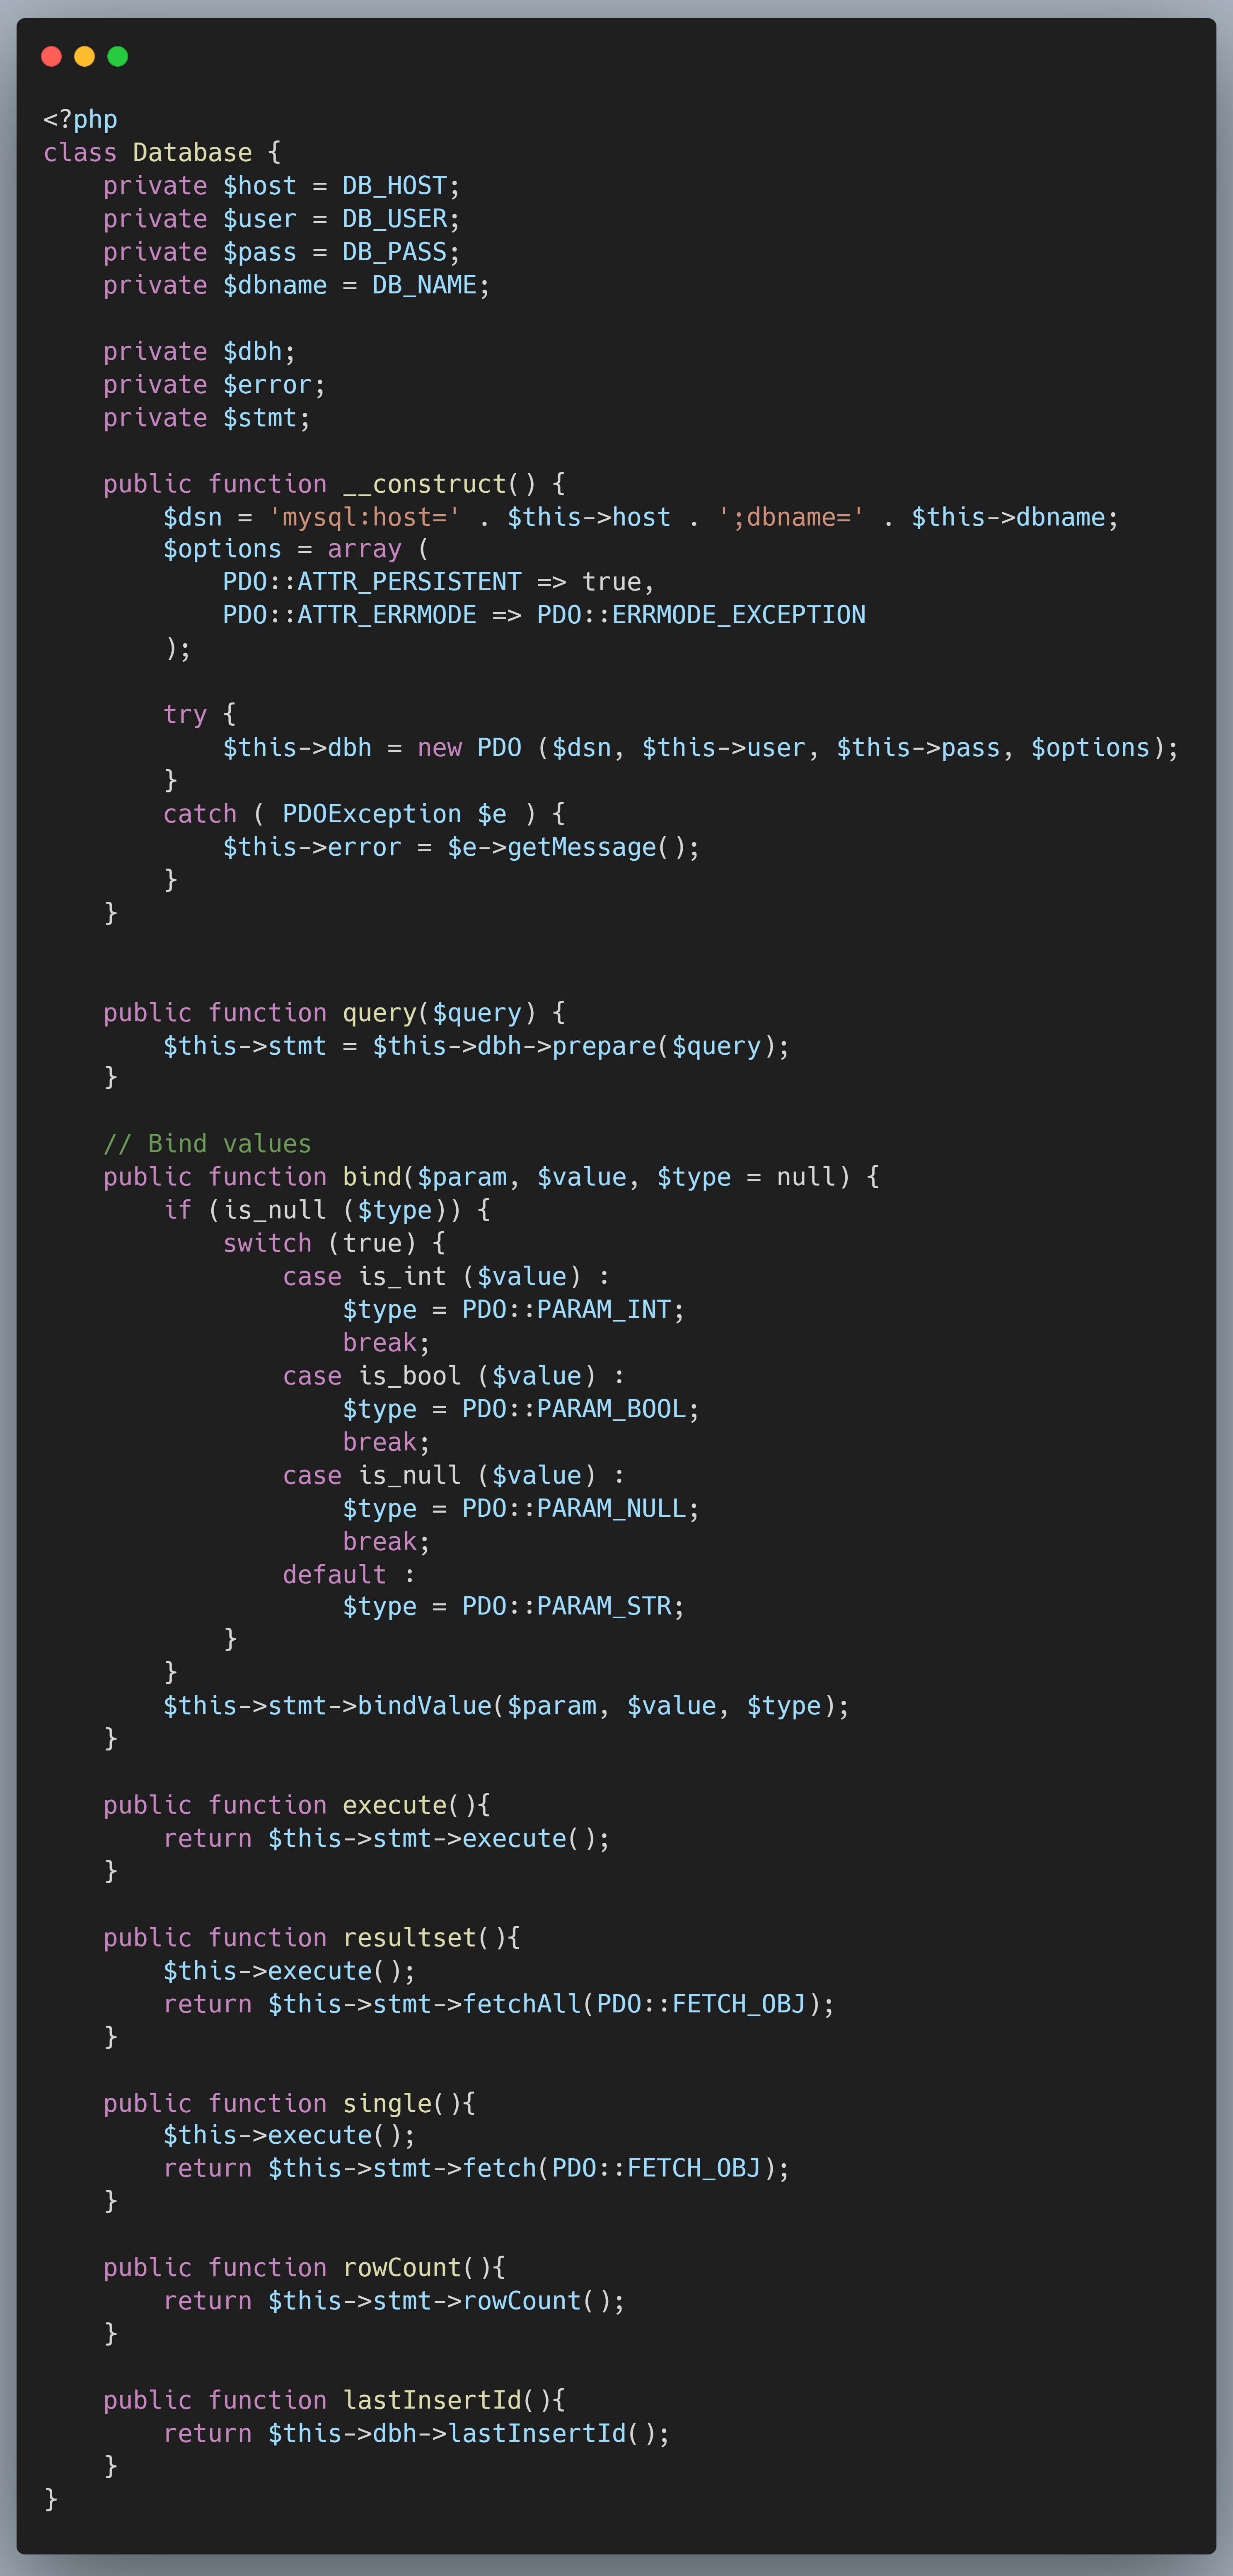 <?php
class Database {
    private $host = DB_HOST;
    private $user = DB_USER;
    private $pass = DB_PASS;
    private $dbname = DB_NAME;

    private $dbh;
    private $error;
    private $stmt;

    public function __construct() {
        $dsn = 'mysql:host=' . $this->host . ';dbname=' . $this->dbname;
        $options = array (
            PDO::ATTR_PERSISTENT => true,
            PDO::ATTR_ERRMODE => PDO::ERRMODE_EXCEPTION
        );

        try {
            $this->dbh = new PDO ($dsn, $this->user, $this->pass, $options);
        }
        catch ( PDOException $e ) {
            $this->error = $e->getMessage();
        }
    }


    public function query($query) {
        $this->stmt = $this->dbh->prepare($query);
    }

    // Bind values
    public function bind($param, $value, $type = null) {
        if (is_null ($type)) {
            switch (true) {
                case is_int ($value) :
                    $type = PDO::PARAM_INT;
                    break;
                case is_bool ($value) :
                    $type = PDO::PARAM_BOOL;
                    break;
                case is_null ($value) :
                    $type = PDO::PARAM_NULL;
                    break;
                default :
                    $type = PDO::PARAM_STR;
            }
        }
        $this->stmt->bindValue($param, $value, $type);
    }

    public function execute(){
        return $this->stmt->execute();
    }

    public function resultset(){
        $this->execute();
        return $this->stmt->fetchAll(PDO::FETCH_OBJ);
    }

    public function single(){
        $this->execute();
        return $this->stmt->fetch(PDO::FETCH_OBJ);
    }

    public function rowCount(){
        return $this->stmt->rowCount();
    }

    public function lastInsertId(){
        return $this->dbh->lastInsertId();
    }
}